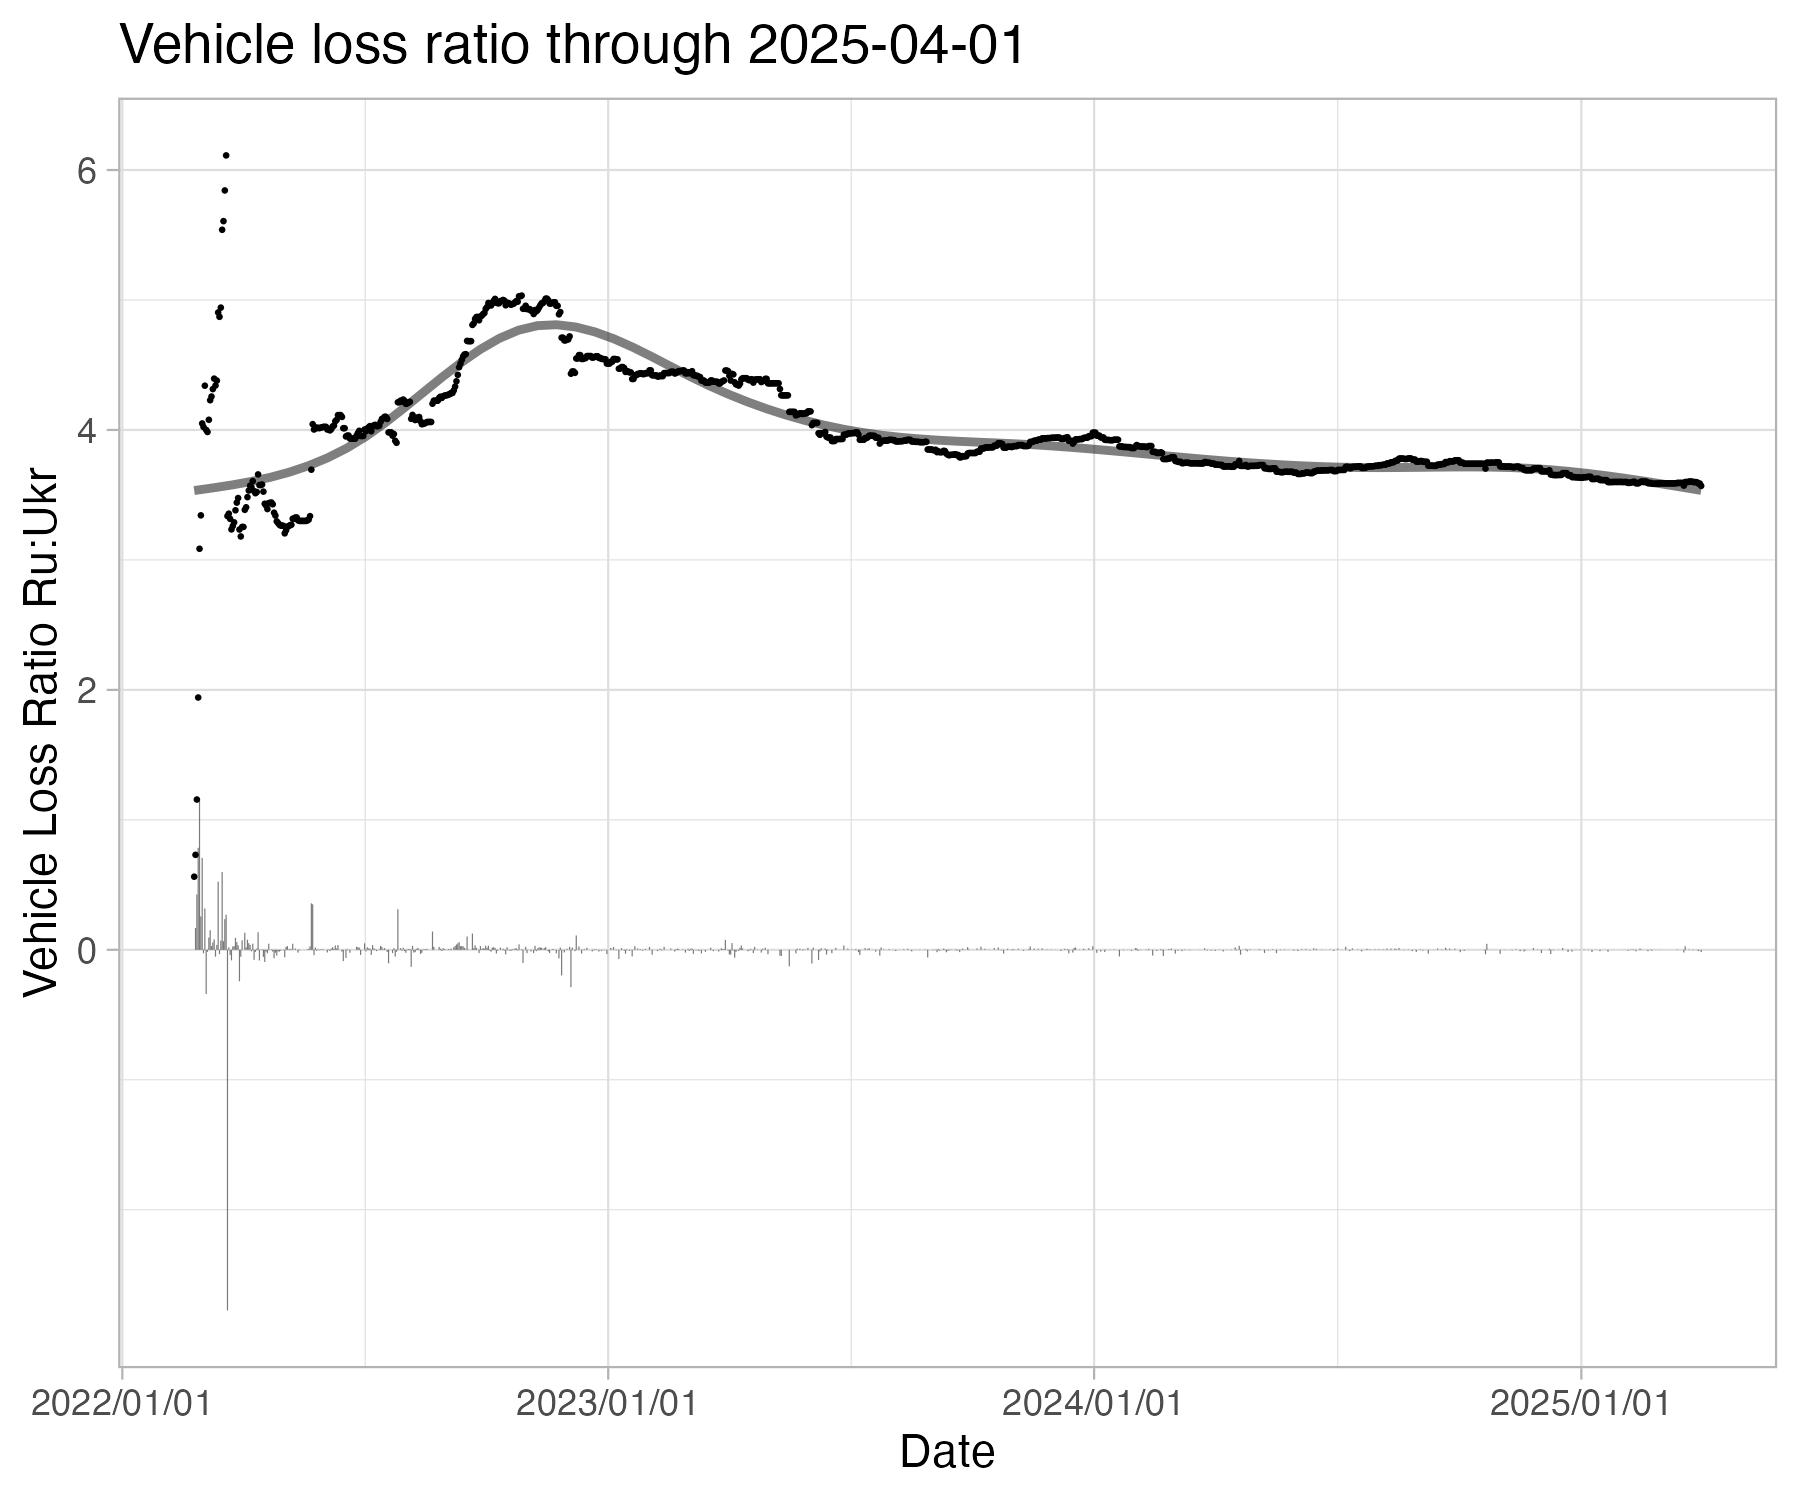 Vehicle loss ratio through 2025-04-01
Vehicle Loss Ratio Ru:Ukr
6
4
2
0
2022/01/01
2023/01/01
2024/01/01
2025/01/01
Date